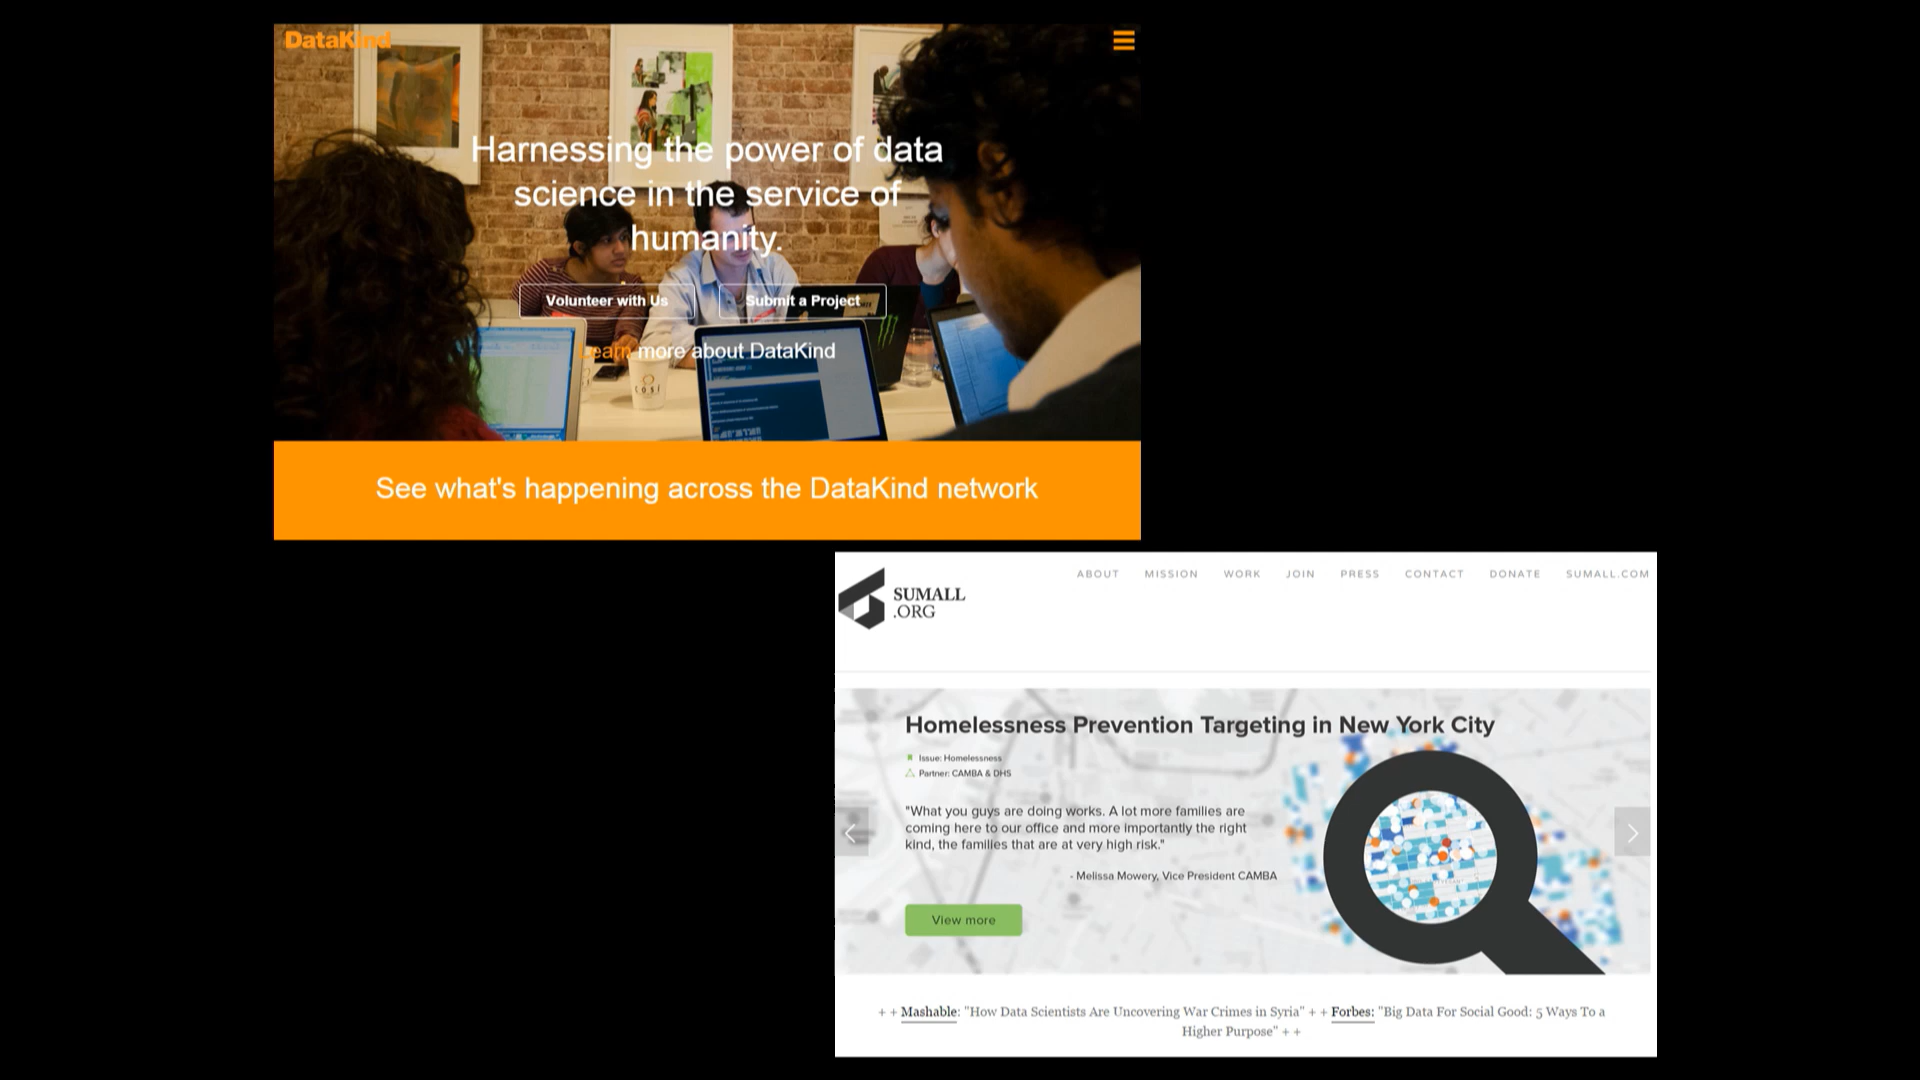 DataKind
Harnessing the power of data
science in the service of
humanity.
Volunteer with Us
Submit a Project
Learn more about DataKind
cosi
See what's happening across the DataKind network
SUMALL
.ORG
ABOUT MISSION WORK JOIN PRESS CONTACT DONATE SUMALL.COM
Homelessness Prevention Targeting in New York City
Issue: Homelessness
Partner: CAMBA & DHS
"What you guys are doing works. A lot more families are
coming here to our office and more importantly the right
kind, the families that are at very high risk."
- Melissa Mowery, Vice President CAMBA
View more
+ + Mashable: "How Data Scientists Are Uncovering War Crimes in Syria" + + Forbes: "Big Data For Social Good: 5 Ways To a
Higher Purpose" + +